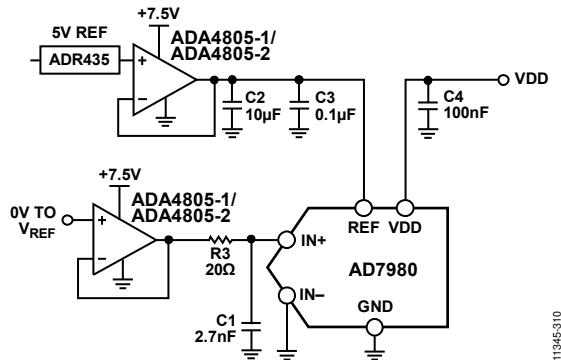 +7.5V
5V REF
ADR435
ADA4805-1/
ADA4805-2
+
−
C2
10µF
C3
0.1µF
C4
100nF
VDD
+7.5V
ADA4805-1/
ADA4805-2
0V TO
VREF
+
−
R3
20Ω
C1
2.7nF
REF
VDD
IN+
AD7980
IN−
GND
11345-310